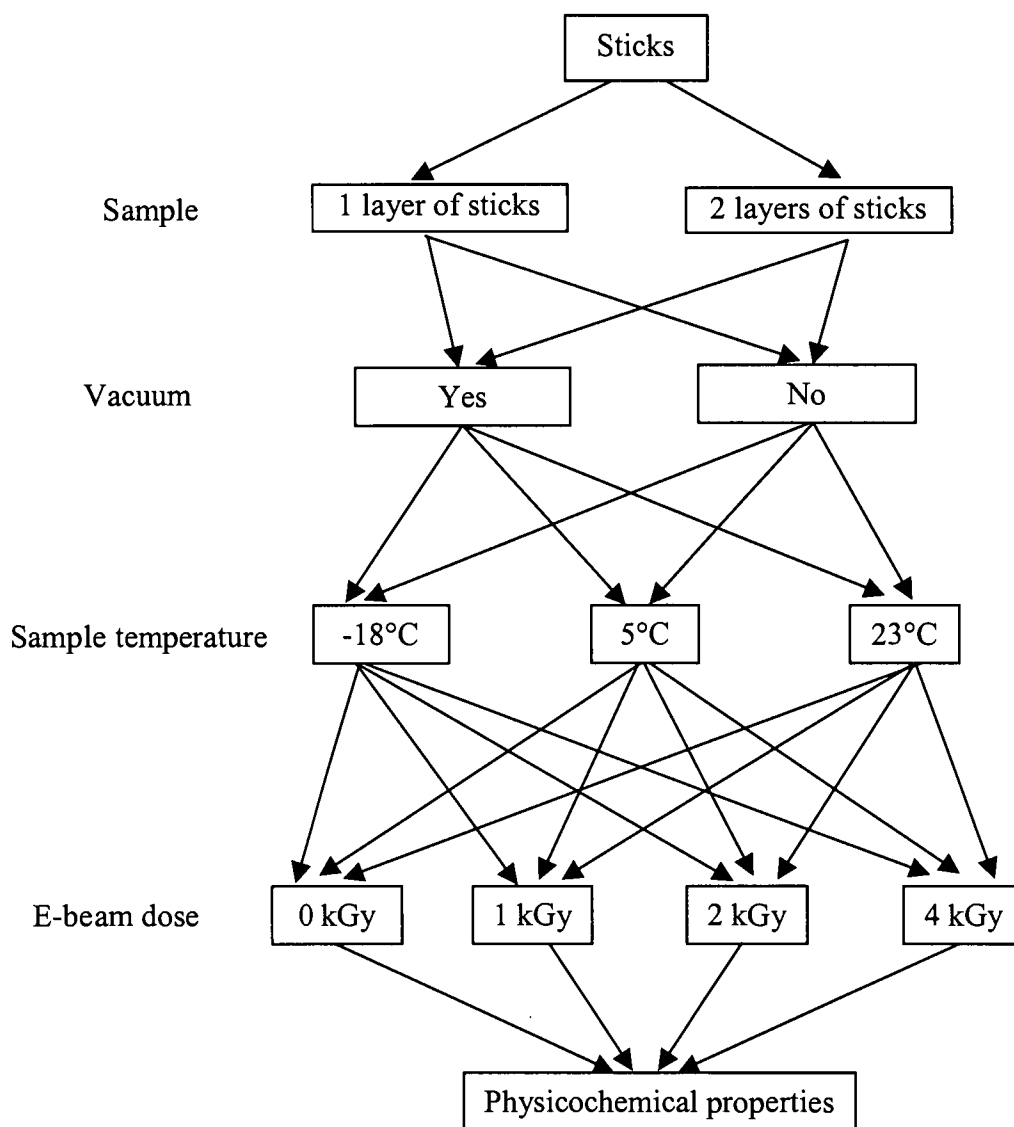 Sticks
Sample
1 layer of sticks
2 layers of sticks
Vacuum
Yes
No
Sample temperature
-18°C
5°C
23°C
E-beam dose
0 kGy
1 kGy
2 kGy
4 kGy
Physicochemical properties